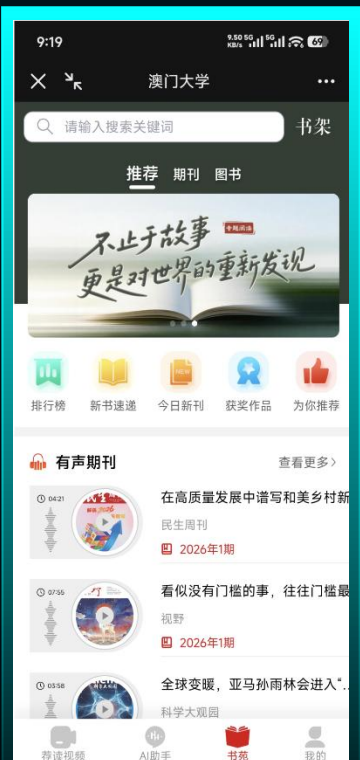 9:19
9.50 KB/s 5G 5G 69
澳门大学
请输入搜索关键词
书架
推荐 期刊 图书
不止于故事 专题阅读
更是对世界的重新发现
排行榜 新书速递 今日新刊 获奖作品 为你推荐
有声期刊 查看更多>
04:21
在高质量发展中谱写和美乡村新
民生周刊
2026年1期
07:55
看似没有门槛的事，往往门槛最
视野
2026年1期
03:58
全球变暖，亚马孙雨林会进入“...
科学大观园
荐读视频 AI助手 书苑 我的